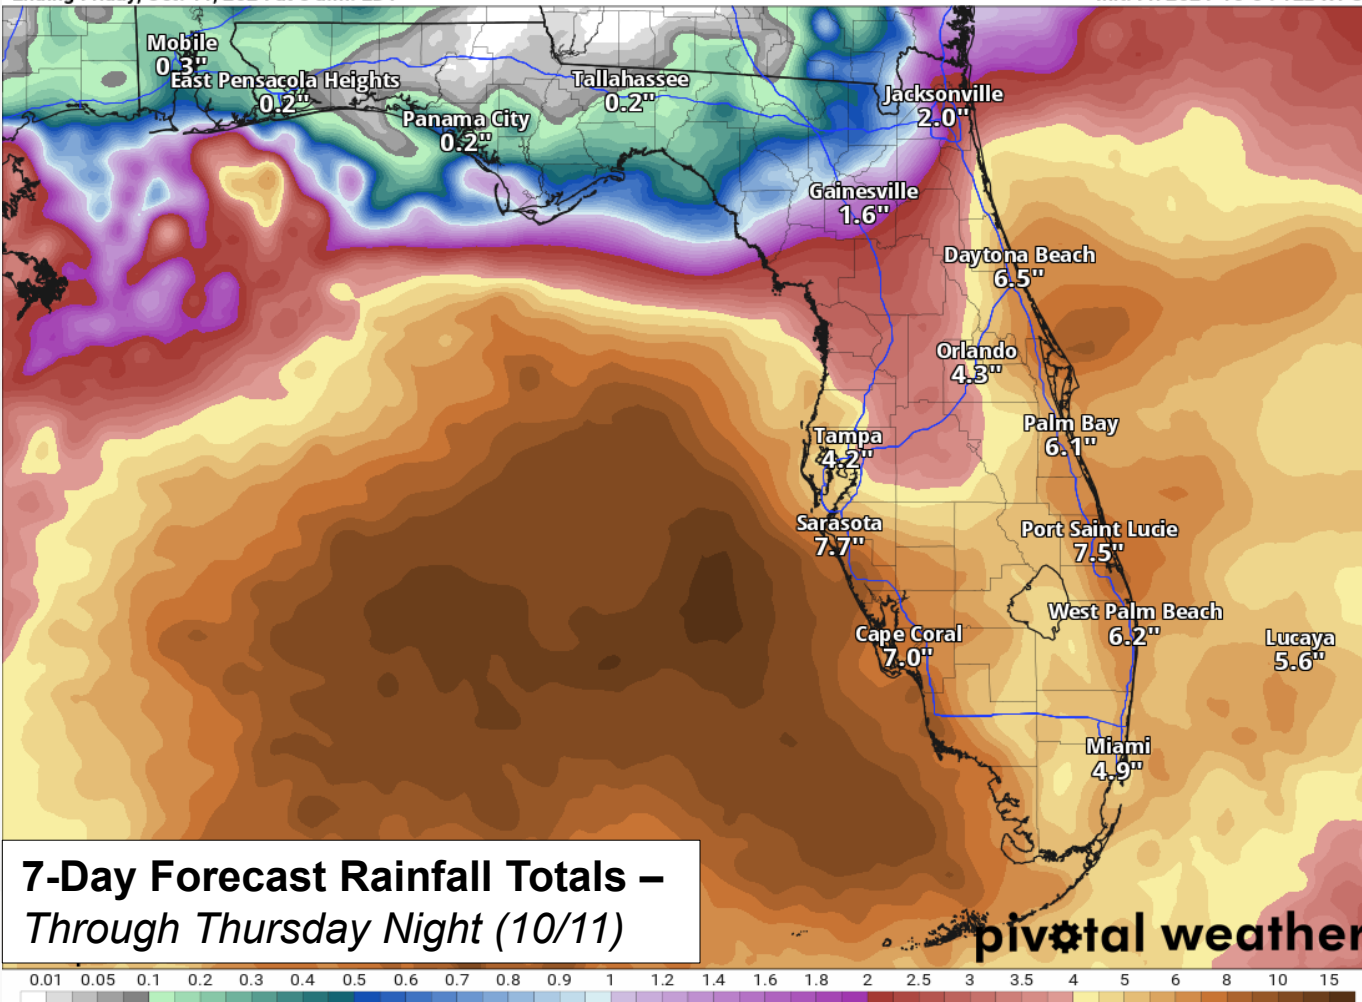 Mobile
0.3"
East Pensacola Heights
0.2"
Panama City
0.2"
Tallahassee
0.2"
Jacksonville
2.0"
Gainesville
1.6"
Daytona Beach
6.5"
Orlando
4.3"
Palm Bay
6.1"
Tampa
4.2"
Sarasota
7.7"
Port Saint Lucie
7.5"
West Palm Beach
6.2"
Cape Coral
7.0"
Lucaya
5.6"
Miami
4.9"
7-Day Forecast Rainfall Totals –
Through Thursday Night (10/11)
pivotal weather
0.01 0.05 0.1 0.2 0.3 0.4 0.5 0.6 0.7 0.8 0.9 1 1.2 1.4 1.6 1.8 2 2.5 3 3.5 4 5 6 8 10 15